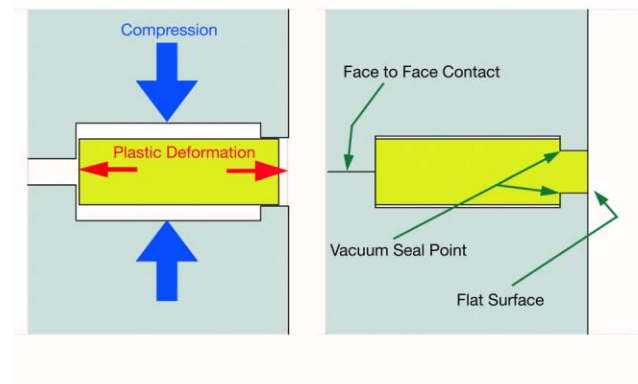 Compression
Plastic Deformation
Face to Face Contact
Vacuum Seal Point
Flat Surface